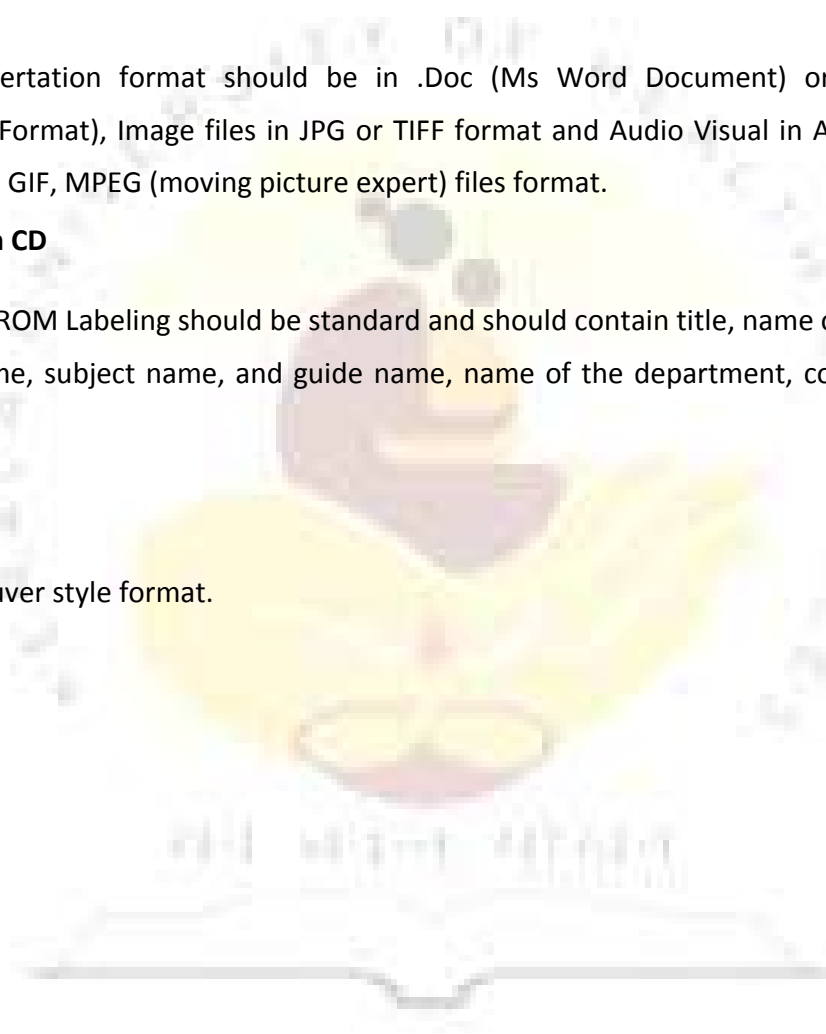 ertation format should be in .Doc (Ms Word Document) or
Format), Image files in JPG or TIFF format and Audio Visual in A
GIF, MPEG (moving picture expert) files format.
CD
ROM Labeling should be standard and should contain title, name
me, subject name, and guide name, name of the department, co
uver style format.